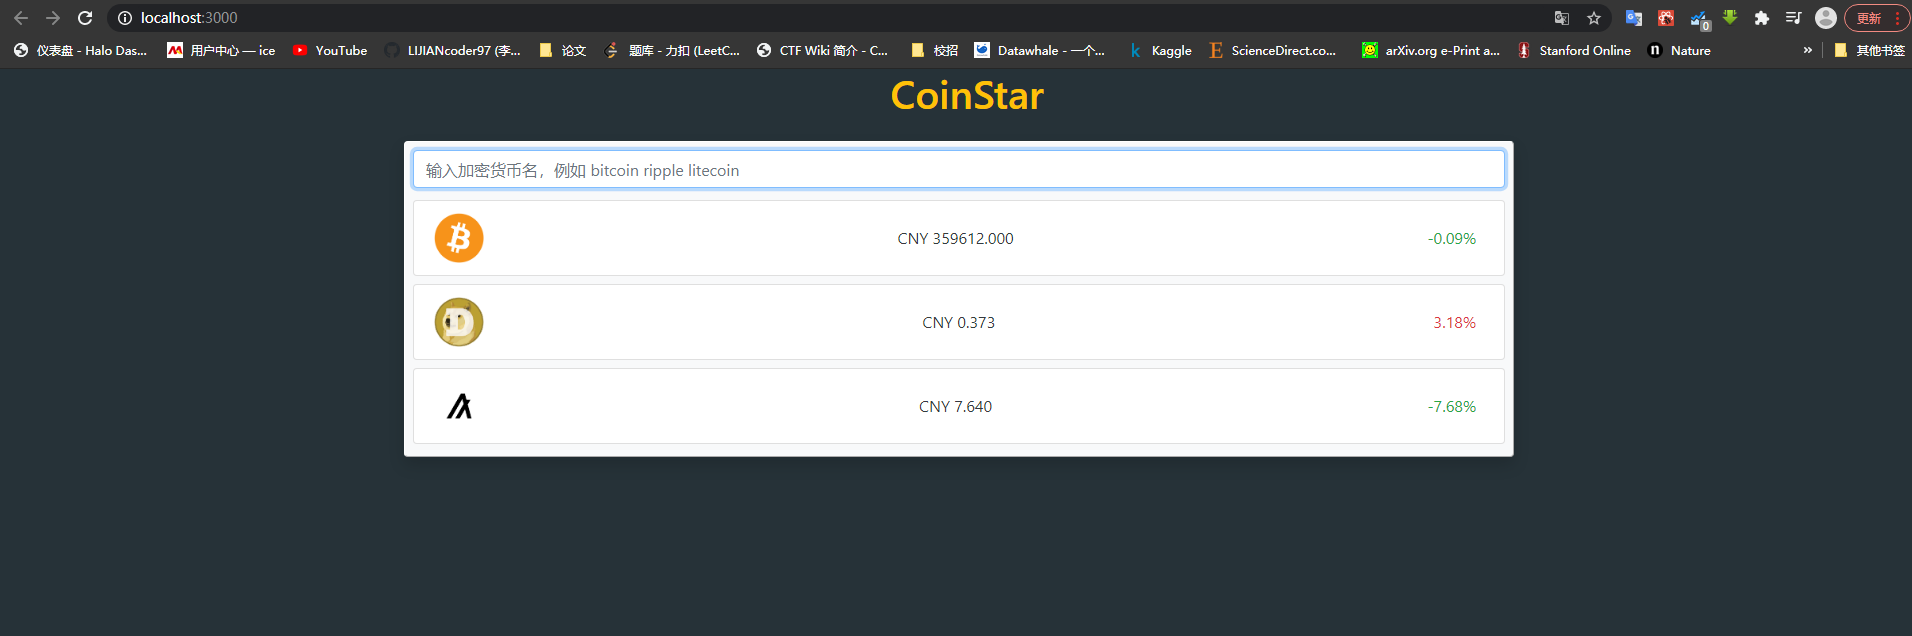 localhost:3000
更新
0
仪表盘 - Halo Das... 用户中心 — ice YouTube LIJIANcoder97 (李... 论文 题库 - 力扣 (LeetC... CTF Wiki 简介 - C... 校招 Datawhale - 一个... Kaggle ScienceDirect.co... arXiv.org e-Print a... Stanford Online Nature » 其他书签
CoinStar
输入加密货币名，例如 bitcoin ripple litecoin
CNY 359612.000 -0.09%
CNY 0.373 3.18%
CNY 7.640 -7.68%